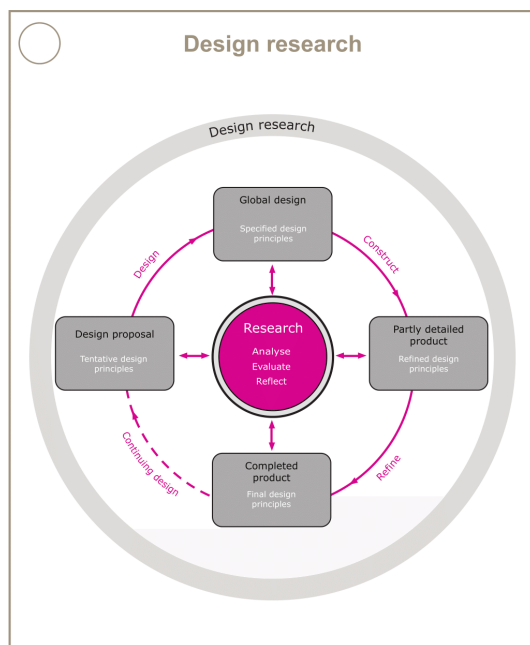 Design research
Design research
Global design
Specified design
principles
Design
Construct
Design proposal
Tentative design
principles
Research
Analyse
Evaluate
Reflect
Partly detailed
product
Refined design
principles
Continuing design
Refine
Completed
product
Final design
principles